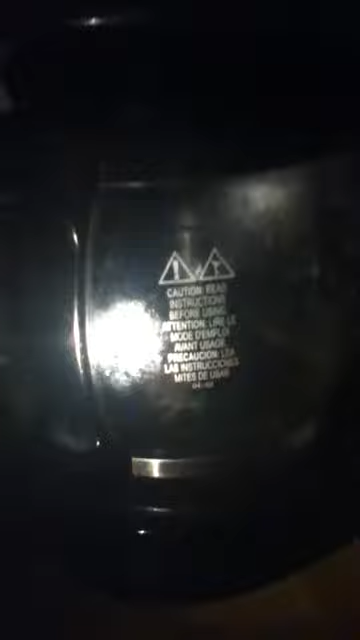 CAUTION: READ
INSTRUCTIONS
BEFORE USING.
ATTENTION: LIRE LE
MODE D'EMPLOI
AVANT USAGE.
PRECAUCION: LEA
LAS INSTRUCCIONES
DE USAR